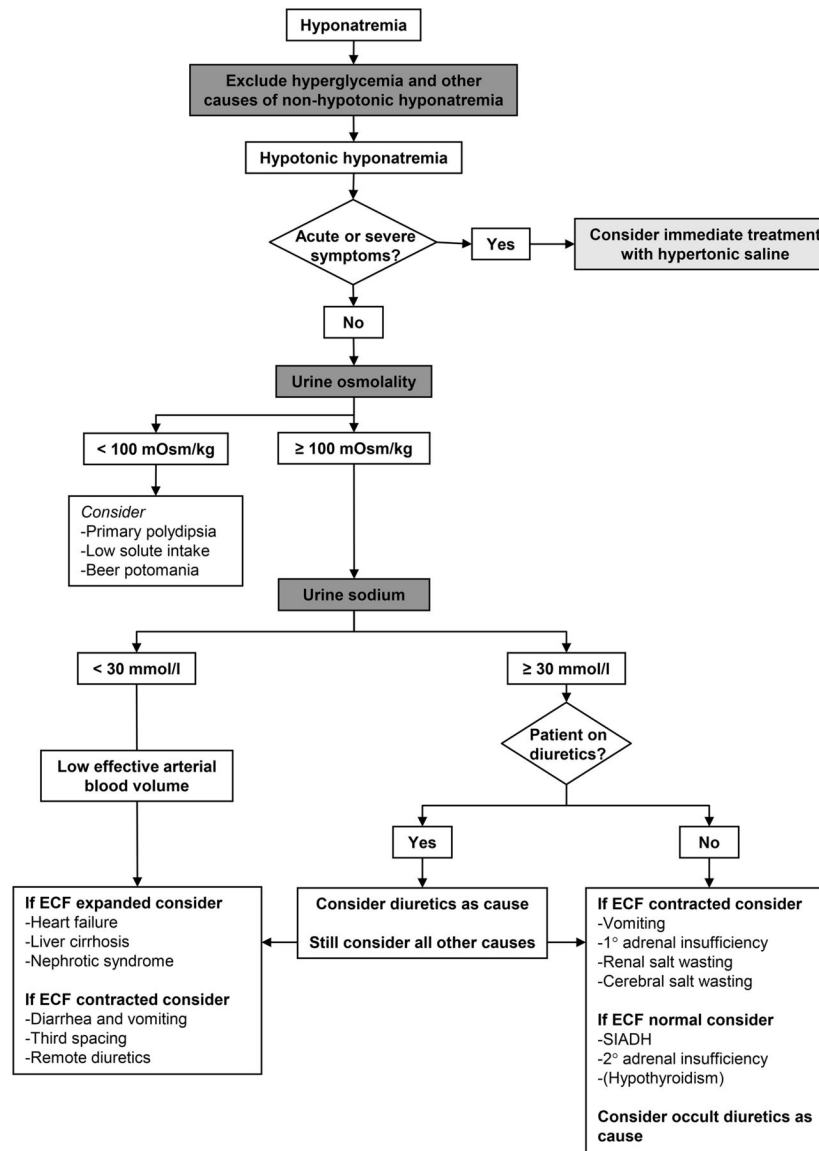 Hyponatremia
Exclude hyperglycemia and other
causes of non-hypotonic hyponatremia
Hypotonic hyponatremia
Acute or severe
symptoms?
Yes
Consider immediate treatment
with hypertonic saline
No
Urine osmolality
< 100 mOsm/kg
≥ 100 mOsm/kg
Consider
-Primary polydipsia
-Low solute intake
-Beer potomania
Urine sodium
< 30 mmol/l
≥ 30 mmol/l
Low effective arterial
blood volume
Patient on
diuretics?
Yes
No
If ECF expanded consider
-Heart failure
-Liver cirrhosis
-Nephrotic syndrome
If ECF contracted consider
-Diarrhea and vomiting
-Third spacing
-Remote diuretics
Consider diuretics as cause
Still consider all other causes
If ECF contracted consider
-Vomiting
-1° adrenal insufficiency
-Renal salt wasting
-Cerebral salt wasting
If ECF normal consider
-SIADH
-2° adrenal insufficiency
-(Hypothyroidism)
Consider occult diuretics as
cause